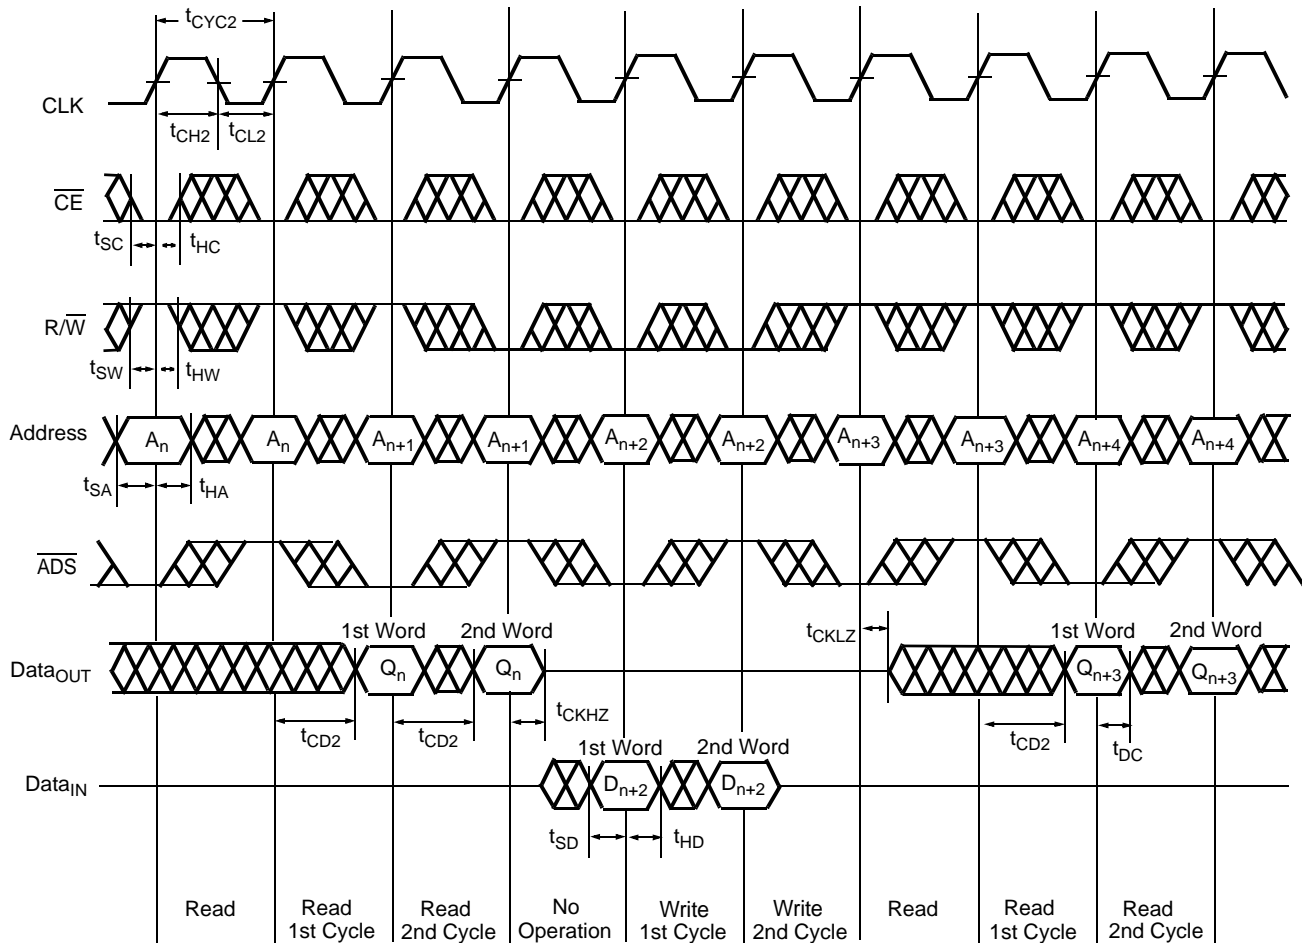 tCYC2
CLK
tCH2 tCL2
CE
tSC tHC
R/W
tSW tHW
Address An An An+1 An+1 An+2 An+2 An+3 An+3 An+4 An+4
tSA tHA
ADS
1st Word 2nd Word tCKLZ 1st Word 2nd Word
DataOUT Qn Qn Qn+3 Qn+3
tCD2 tCD2 tCKHZ tCD2 tDC
1st Word 2nd Word
DataIN Dn+2 Dn+2
tSD tHD
Read Read No Write Write Read Read Read
1st Cycle 2nd Cycle Operation 1st Cycle 2nd Cycle 1st Cycle 2nd Cycle
Read